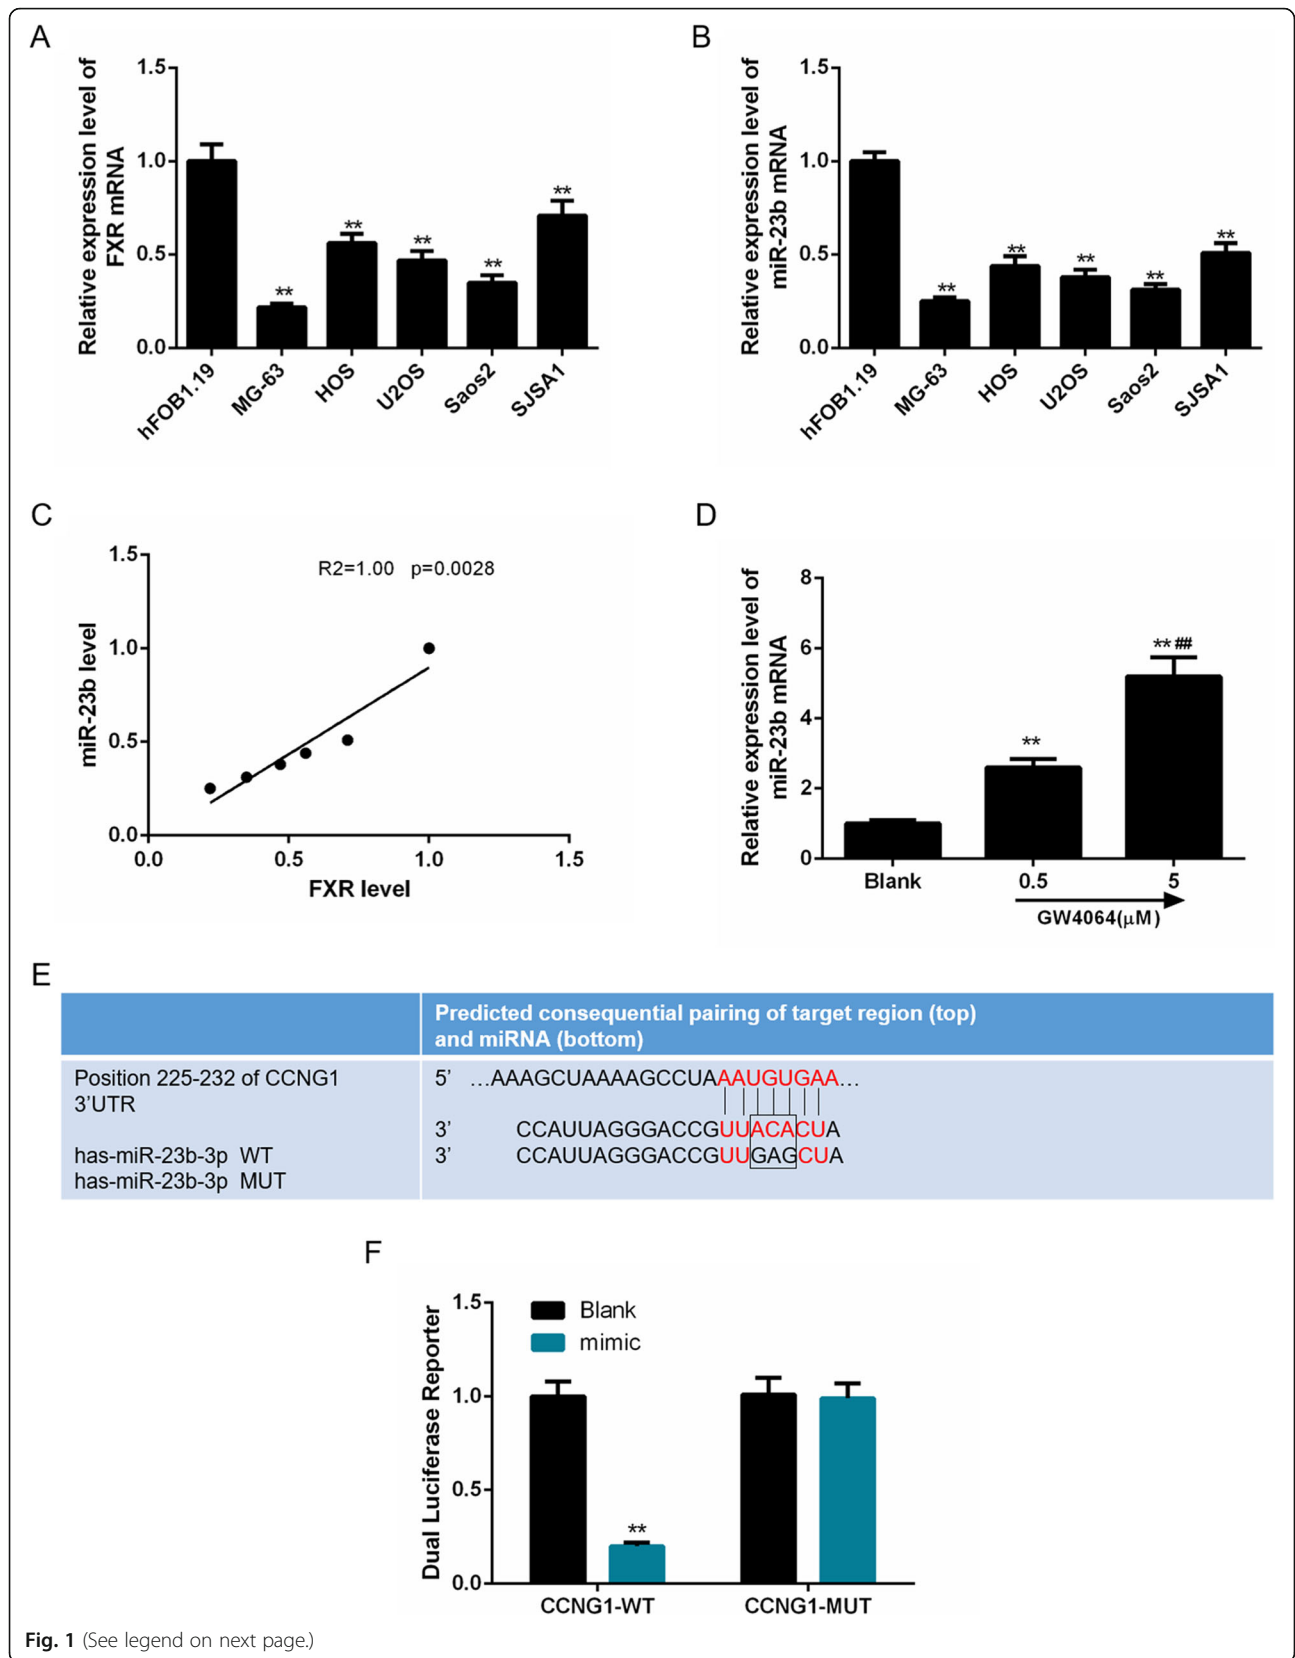 A
Relative expression level of
FXR mRNA
1.5
1.0
0.5
0.0
**
**
**
**
**
hFOB1.19
MG-63
HOS
U2OS
Saos2
SJSA1
B
Relative expression level of
miR-23b mRNA
1.5
1.0
0.5
0.0
**
**
**
**
**
hFOB1.19
MG-63
HOS
U2OS
Saos2
SJSA1
C
miR-23b level
1.5
1.0
0.5
0.0
R2=1.00 p=0.0028
0.0 0.5 1.0 1.5
FXR level
D
Relative expression level of
miR-23b mRNA
8
6
4
2
0
**
**##
Blank 0.5 5
GW4064(μM)
E
Predicted consequential pairing of target region (top)
and miRNA (bottom)
Position 225-232 of CCNG1
3'UTR
5' ...AAAGCUAAAAGCCUAAAUGUGAA...
3' CCAUUAGGGACCGUUACACUA
has-miR-23b-3p WT
3' CCAUUAGGGACCGUUGAGCUA
has-miR-23b-3p MUT
F
Dual Luciferase Reporter
1.5
1.0
0.5
0.0
Blank
mimic
**
CCNG1-WT CCNG1-MUT
Fig. 1 (See legend on next page.)